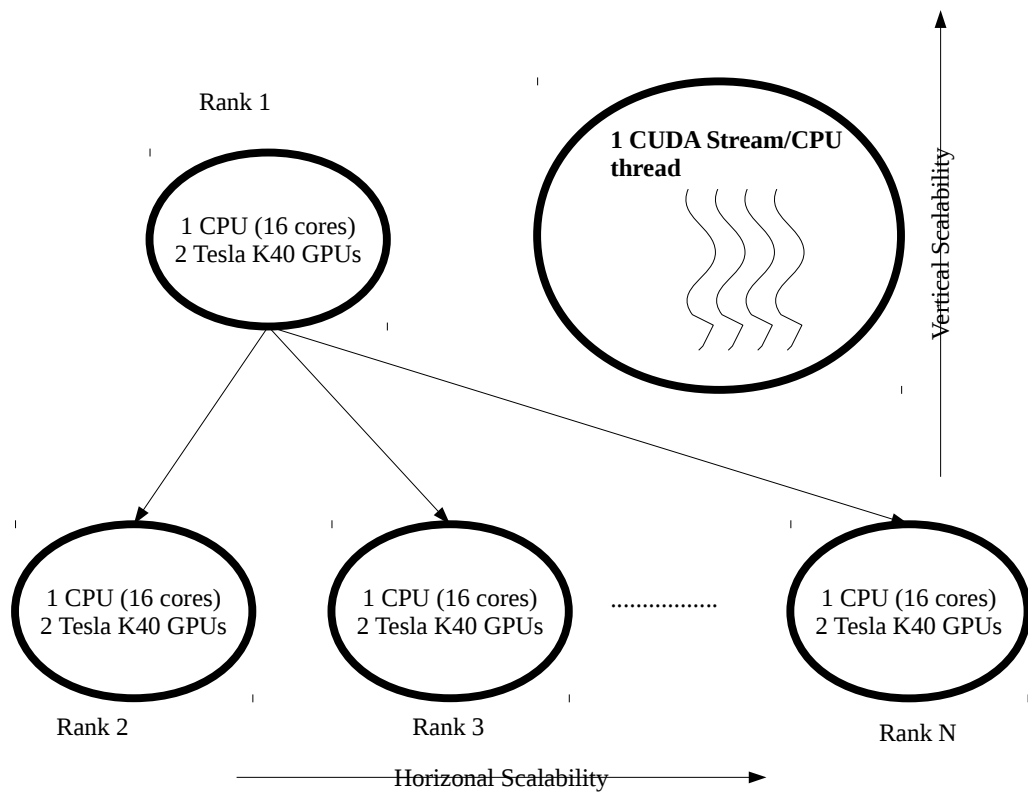 Rank 1
1 CUDA Stream/CPU
thread
1 CPU (16 cores)
2 Tesla K40 GPUs
Vertical Scalability
1 CPU (16 cores)
2 Tesla K40 GPUs
1 CPU (16 cores)
2 Tesla K40 GPUs
.................
1 CPU (16 cores)
2 Tesla K40 GPUs
Rank 2
Rank 3
Rank N
Horizonal Scalability